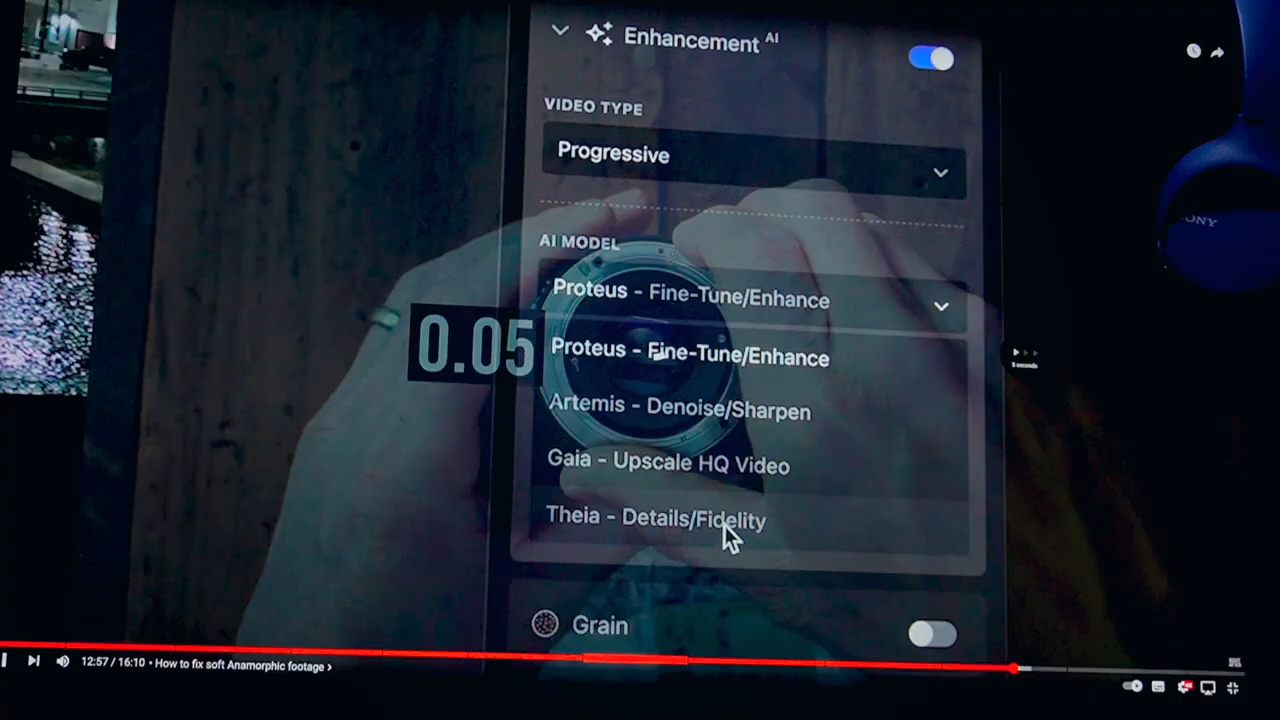 Enhancement AI
VIDEO TYPE
Progressive
AI MODEL
Proteus - Fine-Tune/Enhance
0.05
Proteus - Fine-Tune/Enhance
Artemis - Denoise/Sharpen
Gaia - Upscale HQ Video
Theia - Details/Fidelity
Grain
SONY
5 seconds
12:57 / 16:10 • How to fix soft Anamorphic footage ›